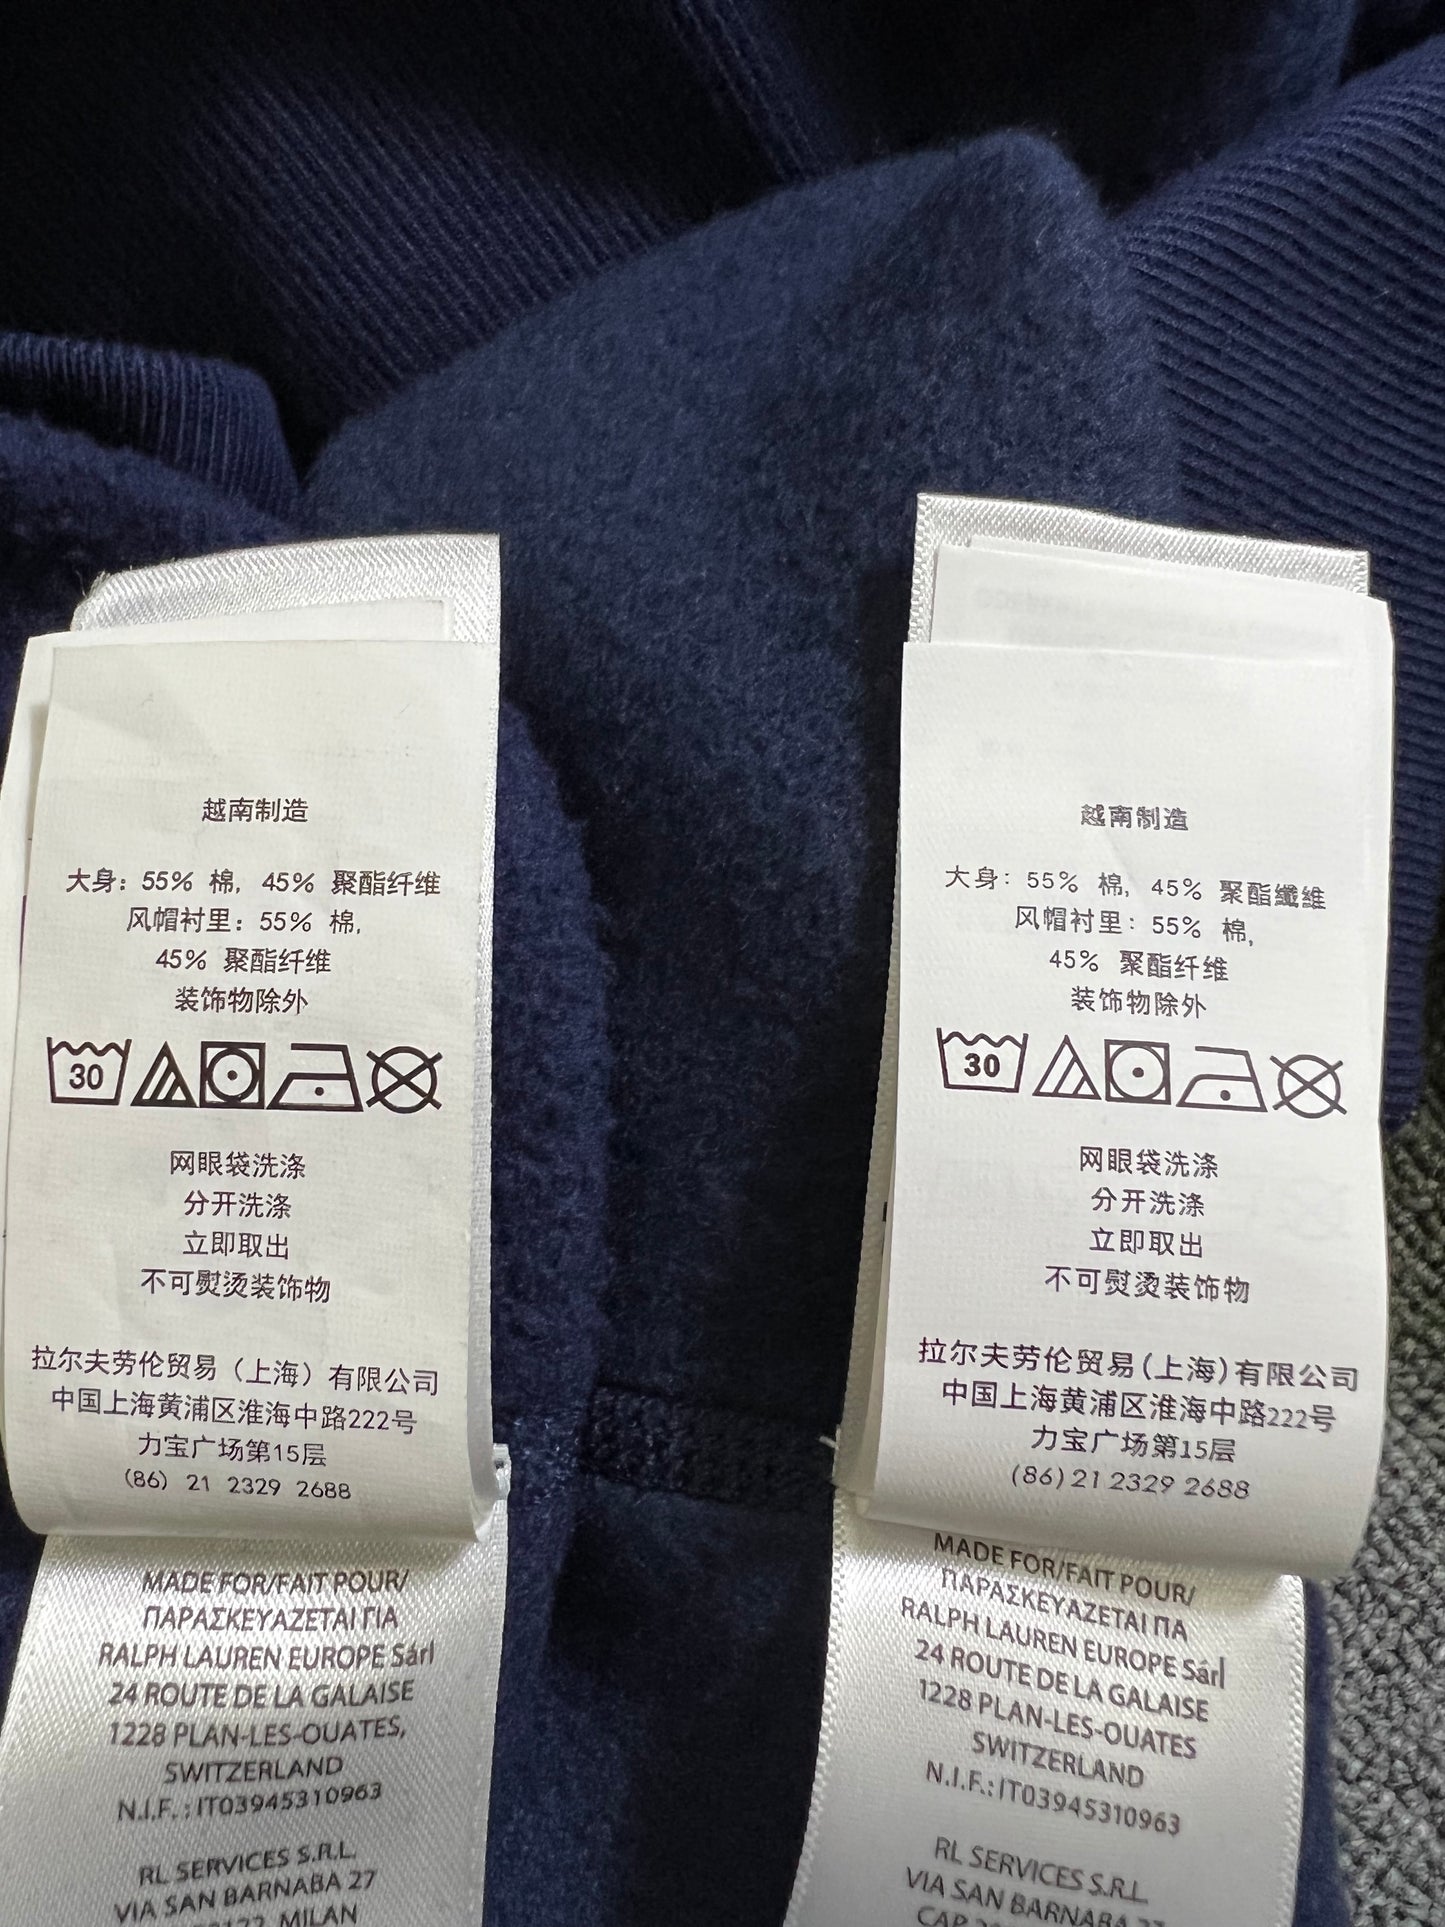 越南制造
大身: 55% 棉, 45% 聚酯纤维
风帽衬里: 55% 棉,
45% 聚酯纤维
装饰物除外
30
网眼袋洗涤
分开洗涤
立即取出
不可熨烫装饰物
拉尔夫劳伦贸易（上海）有限公司
中国上海黄浦区淮海中路222号
力宝广场第15层
(86) 21 2329 2688
MADE FOR/FAIT POUR/
ΠΑΡΑΣΚΕΥΑΖΕΤΑΙ ΓΙΑ
RALPH LAUREN EUROPE Sárl
24 ROUTE DE LA GALAISE
1228 PLAN-LES-OUATES,
SWITZERLAND
N.I.F.: IT03945310963
RL SERVICES S.R.L.
VIA SAN BARNABA 27
MILAN
越南制造
大身: 55% 棉, 45% 聚酯纖维
风帽衬里: 55% 棉,
45% 聚酯纤维
装饰物除外
30
网眼袋洗涤
分开洗涤
立即取出
不可熨烫装饰物
拉尔夫劳伦贸易(上海)有限公司
中国上海黄浦区淮海中路222号
力宝广场第15层
(86) 21 2329 2688
MADE FOR/FAIT POUR/
ΠΑΡΑΣΚΕΥΑΖΕΤΑΙ ΠΑ
RALPH LAUREN EUROPE Sárl
24 ROUTE DE LA GALAISE
1228 PLAN-LES-OUATES
SWITZERLAND
N.I.F.: IT03945310963
RL SERVICES S.R.L.
VIA SAN BARNABA 27
CAP